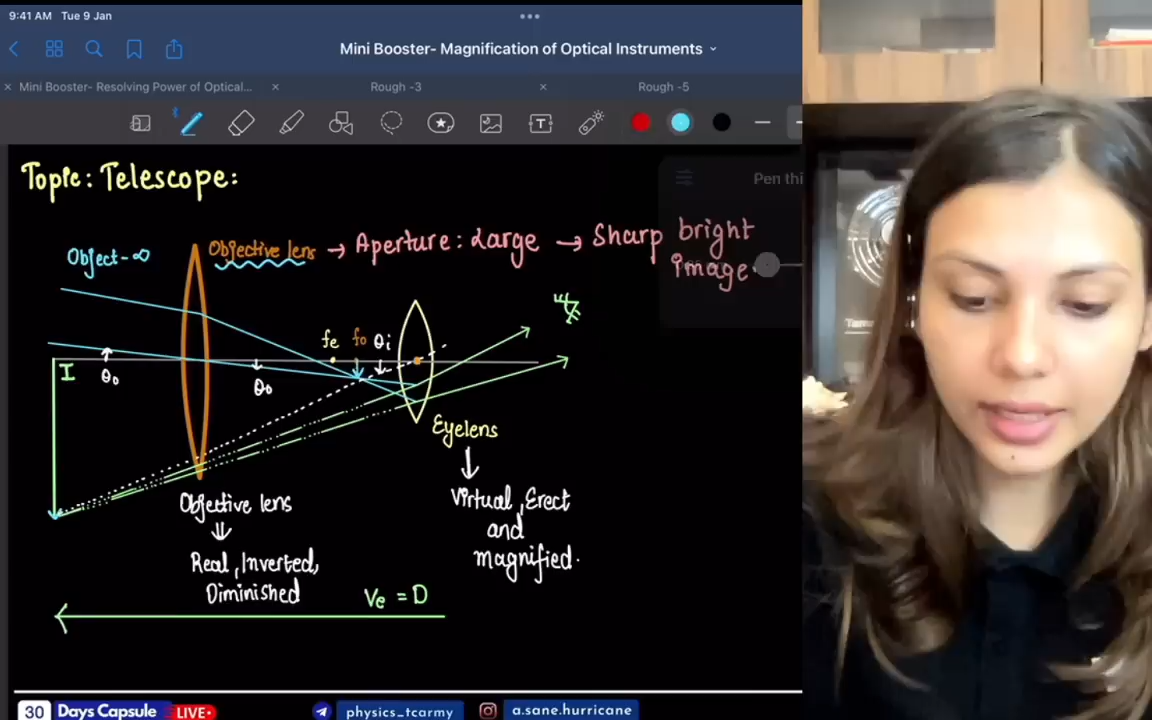 9:41 AM Tue 9 Jan
Mini Booster- Magnification of Optical Instruments
Mini Booster- Resolving Power of Optical...
Rough -3
Rough -5
Topic: Telescope:
Pen thi
Object-∞
Objective lens → Aperture: Large → Sharp bright
image.
fe fo θi
I
θo
θo
Eyelens
Objective lens
Virtual, Erect
and
magnified.
Real, Inverted,
Diminished
Ve = D
30 Days Capsule LIVE
physics_tcarmy
a.sane.hurricane